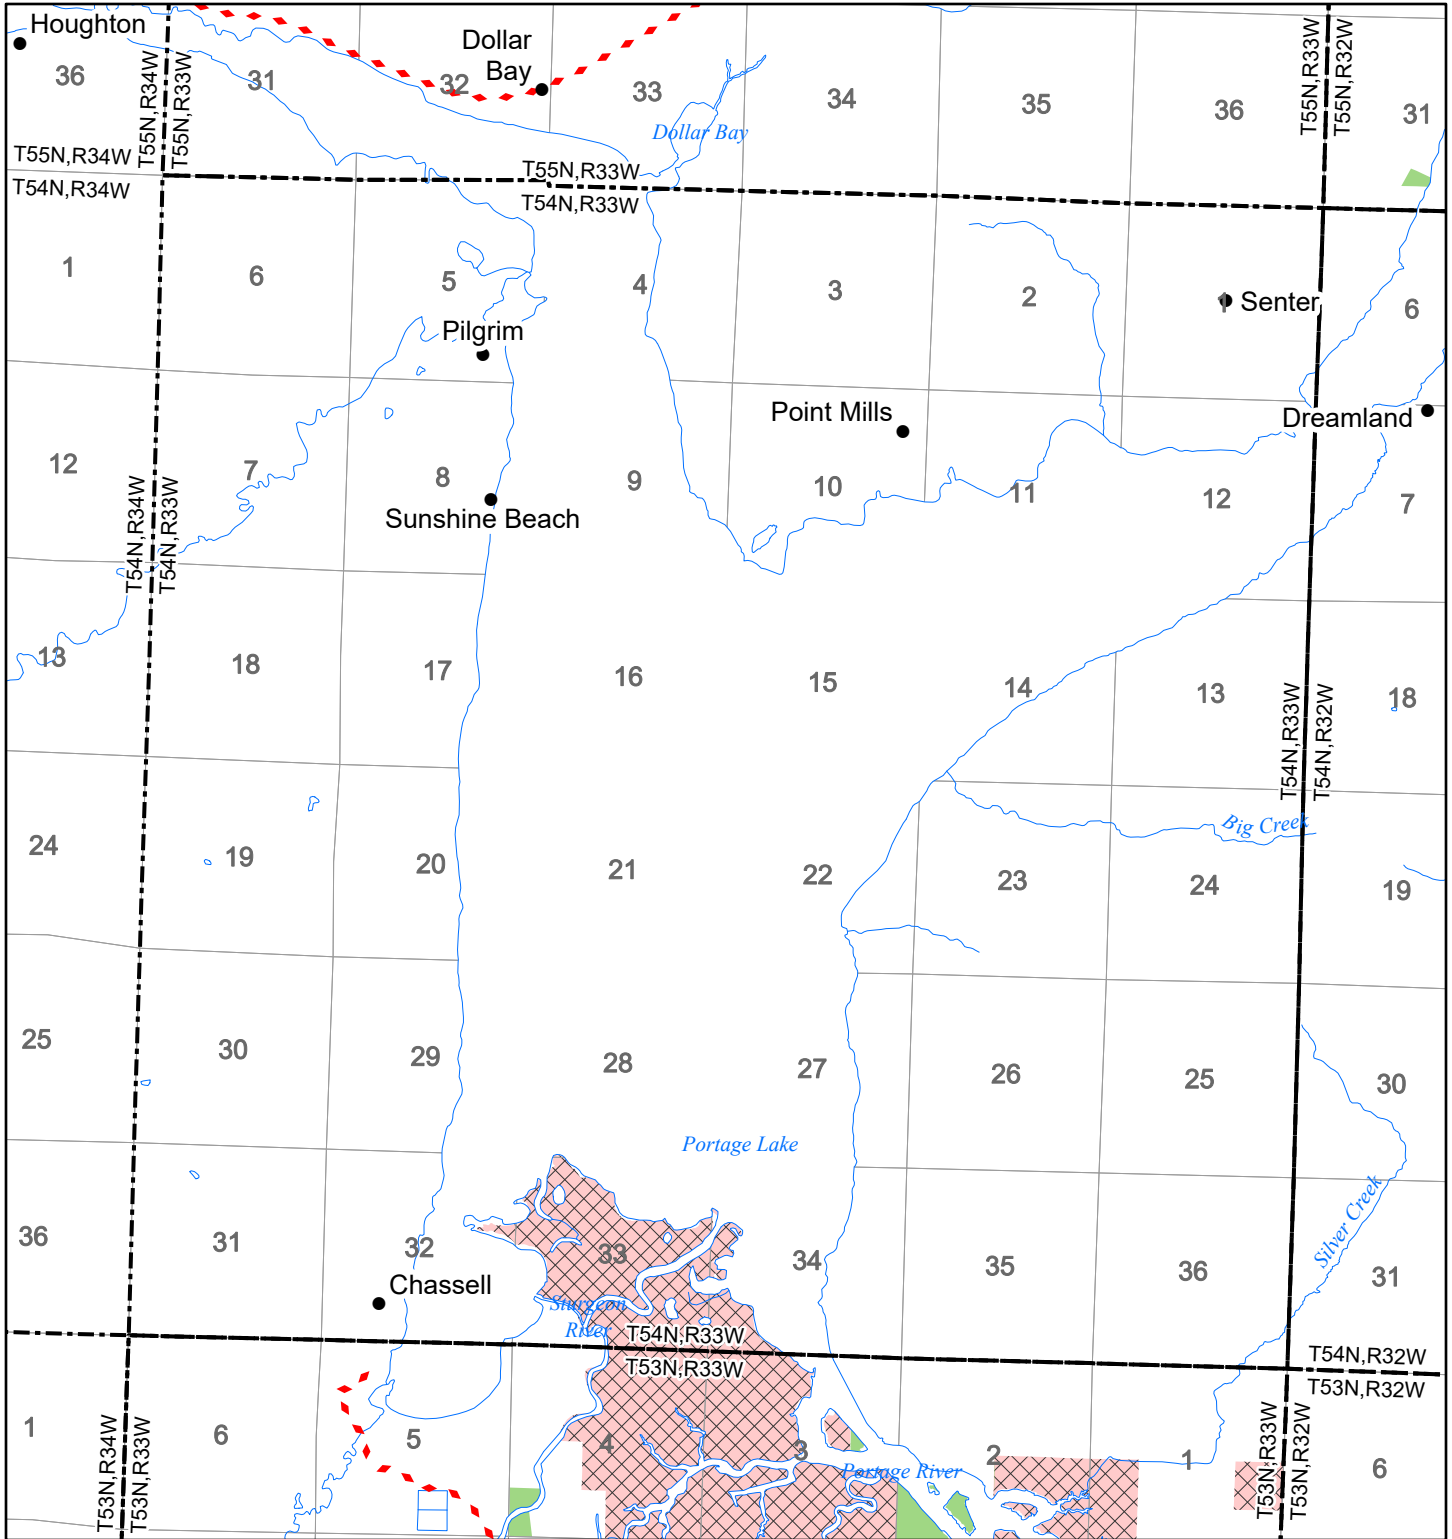 Houghton
Dollar
Bay
36
31
32
33
34
35
36
31
Dollar Bay
T55N,R34W
T55N,R33W
T55N,R33W
T55N,R32W
T55N,R34W
T54N,R34W
T55N,R33W
T54N,R33W
1
6
5
4
3
2
1
Senter
6
Pilgrim
Point Mills
Dreamland
12
7
8
9
10
11
12
7
Sunshine Beach
T54N,R34W
T54N,R33W
13
18
17
16
15
14
13
18
T54N,R33W
T54N,R32W
Big Creek
24
19
20
21
22
23
24
19
25
30
29
28
27
26
25
30
Portage Lake
Silver Creek
36
31
32
33
34
35
36
31
Chassell
Sturgeon
River
T54N,R33W
T53N,R33W
T54N,R32W
T53N,R32W
1
6
5
4
3
2
1
6
Portage River
T53N,R34W
T53N,R33W
T53N,R33W
T53N,R32W